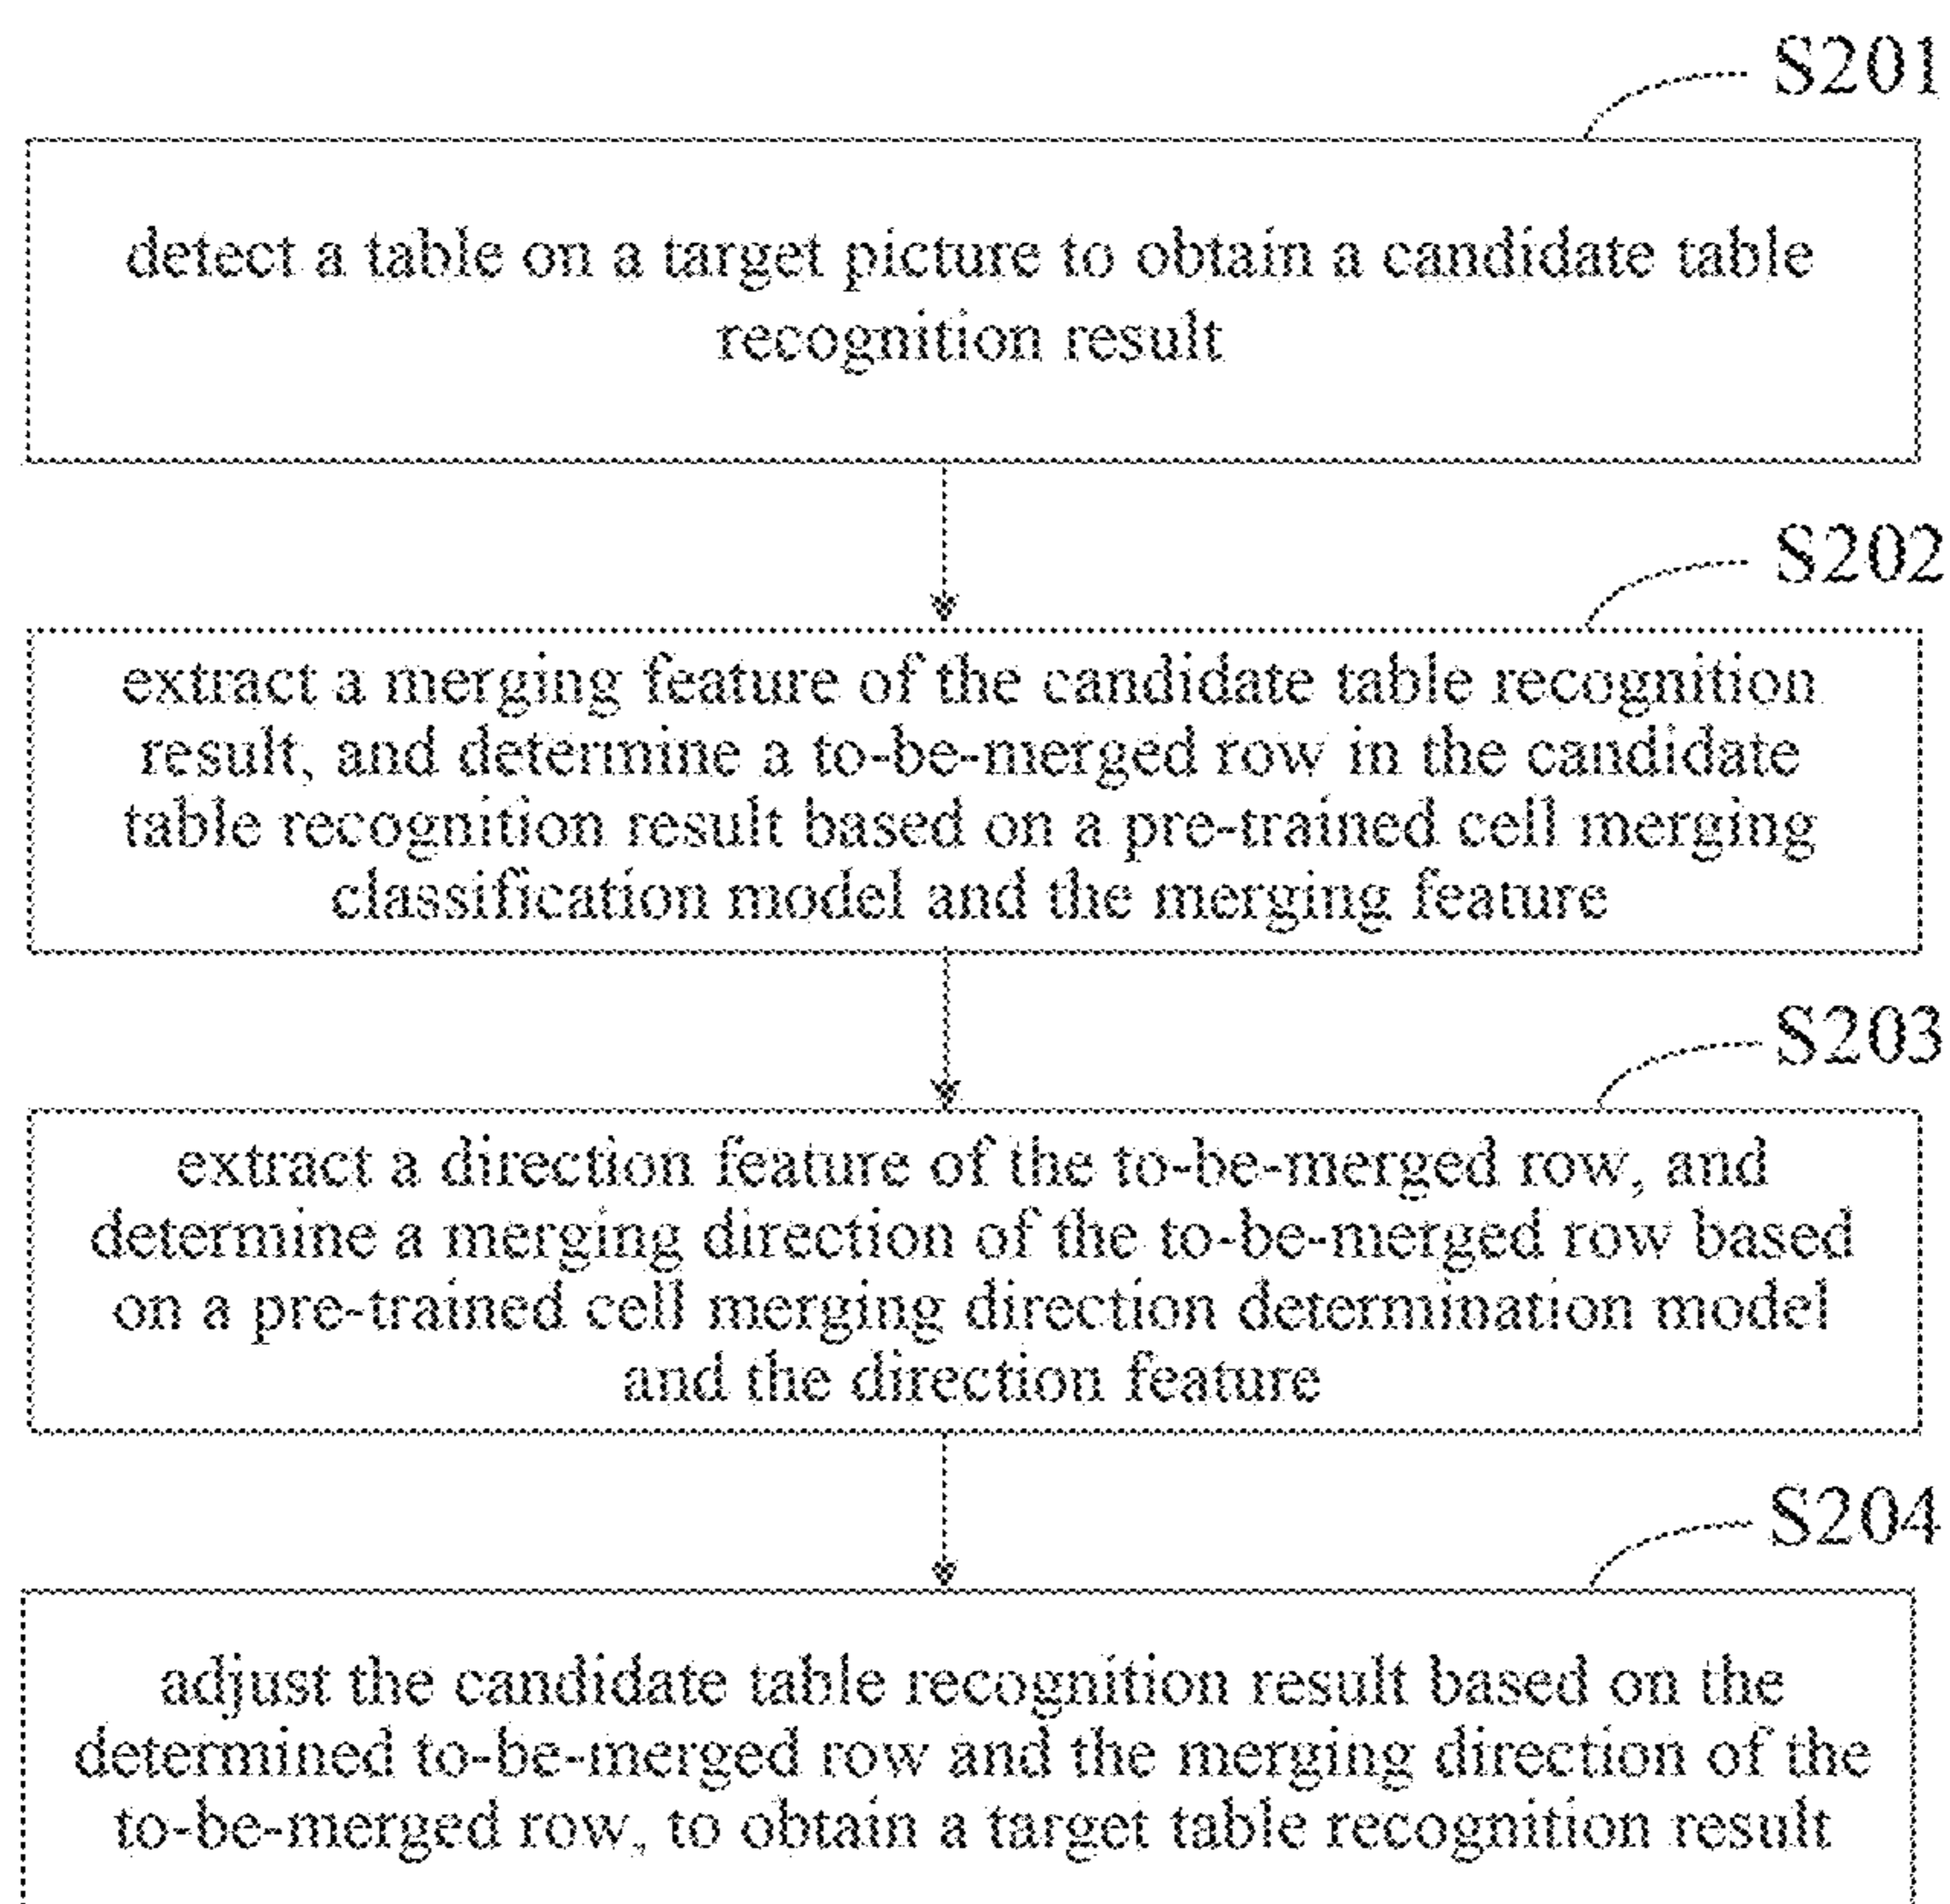 S201
detect a table on a target picture to obtain a candidate table
recognition result
S202
extract a merging feature of the candidate table recognition
result, and determine a to-be-merged row in the candidate
table recognition result based on a pre-trained cell merging
classification model and the merging feature
S203
extract a direction feature of the to-be-merged row, and
determine a merging direction of the to-be-merged row based
on a pre-trained cell merging direction determination model
and the direction feature
S204
adjust the candidate table recognition result based on the
determined to-be-merged row and the merging direction of the
to-be-merged row, to obtain a target table recognition result